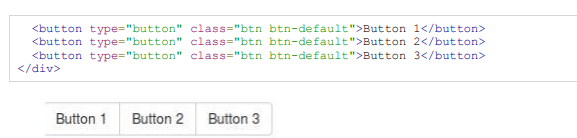 <button type="button" class="btn btn-default">Button 1</button>
<button type="button" class="btn btn-default">Button 2</button>
<button type="button" class="btn btn-default">Button 3</button>
</div>
Button 1 Button 2 Button 3